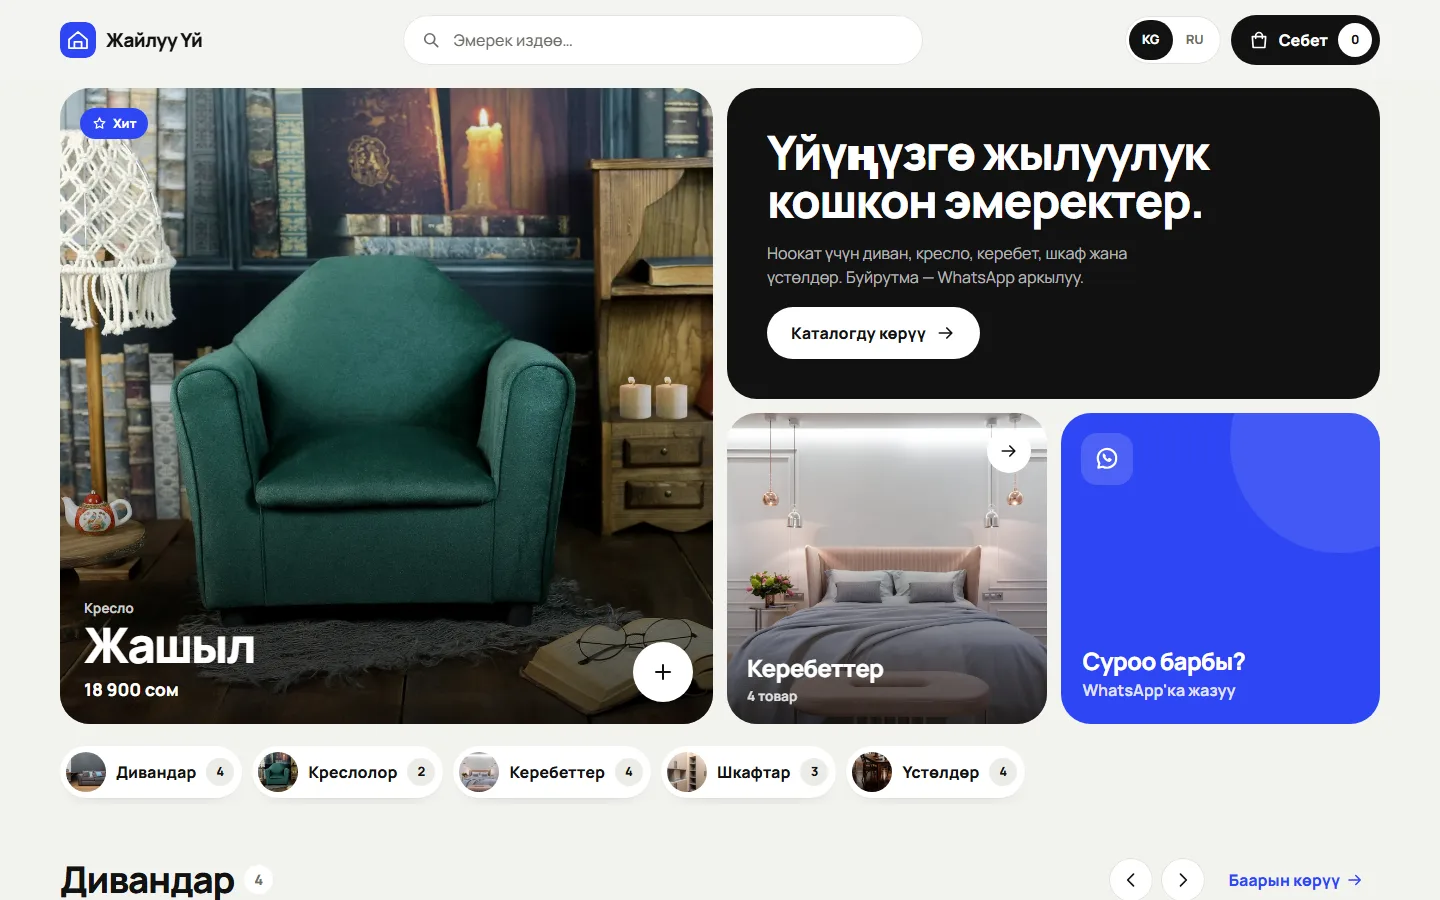 Жайлуу Үй
Эмерек издөө...
KG
RU
Себет
0
Хит
Кресло
Жашыл
18 900 сом
Үйүңүзгө жылуулук
кошкон эмеректер.
Ноокат үчүн диван, кресло, керебет, шкаф жана
үстөлдөр. Буйрутма — WhatsApp аркылуу.
Каталогду көрүү
Керебеттер
4 товар
Суроо барбы?
WhatsApp'ка жазуу
Дивандар 4
Креслолор 2
Керебеттер 4
Шкафтар 3
Үстөлдөр 4
Дивандар 4
Баарын көрүү